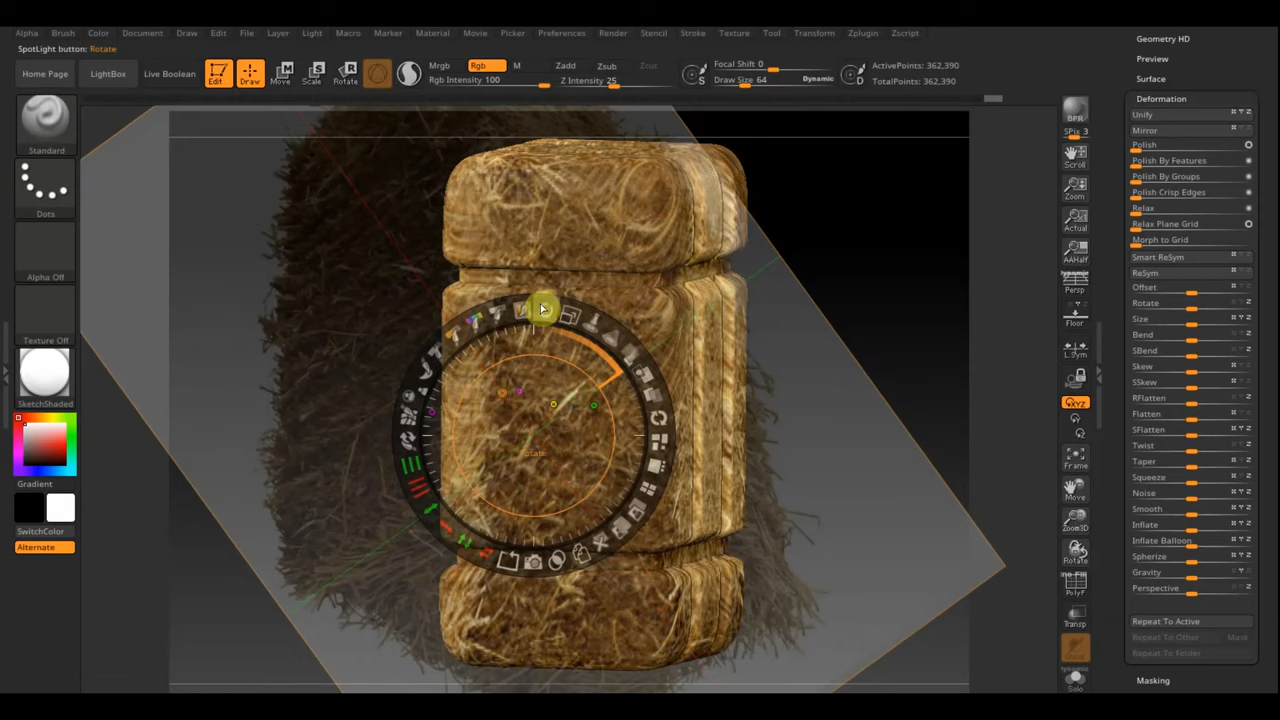 Alpha Brush Color Document Draw Edit File Layer Light Macro Marker Material Movie Picker Preferences Render Stencil Stroke Texture Tool Transform Zplugin Zscript
SpotLight button: Rotate
Home Page LightBox Live Boolean Edit Draw Move Scale Rotate
Mrgb Rgb M Zadd Zsub Zcut
Rgb Intensity 100 Z Intensity 25
Focal Shift 0
Draw Size 64 Dynamic
S
D
ActivePoints: 362,390
TotalPoints: 362,390
Standard
Dots
Alpha Off
Texture Off
SketchShaded
Gradient
SwitchColor
Alternate
BPR
SPix 3
Scroll
Zoom
Actual
AAHalf
Dynamic
Persp
Floor
L.Sym
XYZ
Frame
Move
Zoom3D
Rotate
PolyF
Transp
Ghost
Dynamic
Solo
Geometry HD
Preview
Surface
Deformation
Unify
Mirror
Polish
Polish By Features
Polish By Groups
Polish Crisp Edges
Relax
Relax Plane Grid
Morph to Grid
Smart ReSym
ReSym
Offset
Rotate
Size
Bend
SBend
Skew
SSkew
RFlatten
Flatten
SFlatten
Twist
Taper
Squeeze
Noise
Smooth
Inflate
Inflate Balloon
Spherize
Gravity
Perspective
Repeat To Active
Repeat To Other Mask
Repeat To Folder
Masking